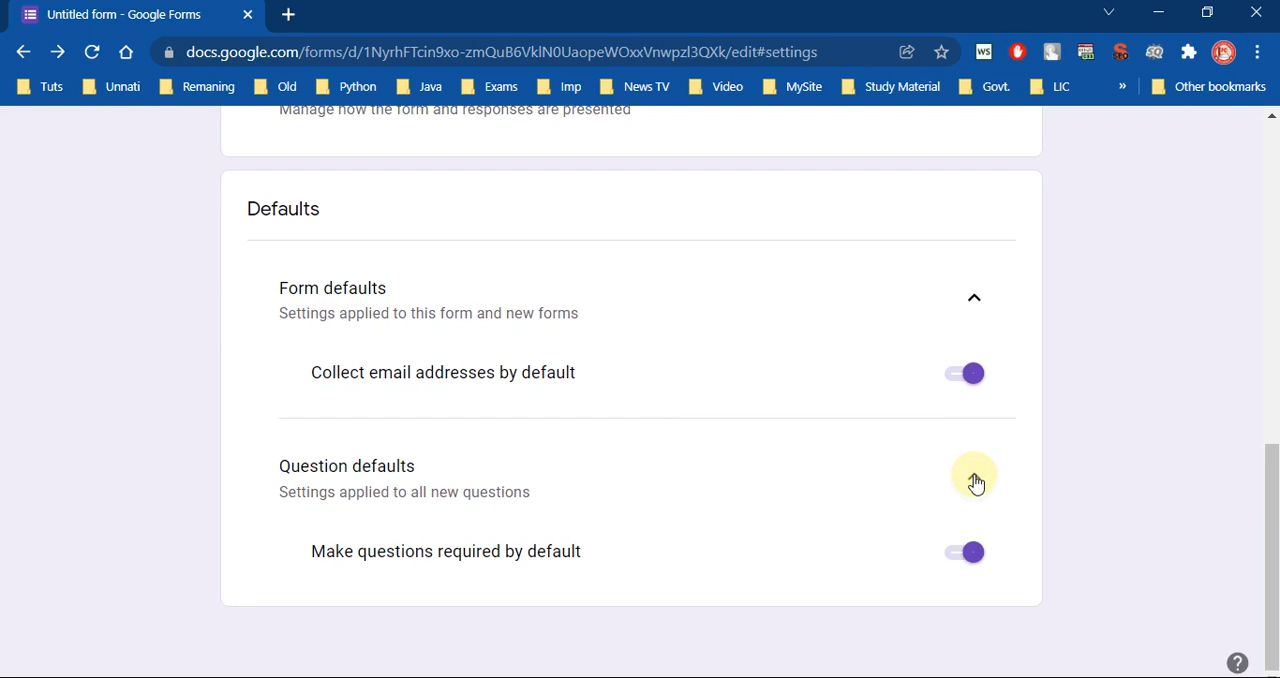 Untitled form - Google Forms
docs.google.com/forms/d/1NyrhFTcin9xo-zmQuB6VklN0UaopeWOxxVnwpzl3QXk/edit#settings
WS SQ
Tuts Unnati Remaning Old Python Java Exams Imp News TV Video MySite Study Material Govt. LIC » Other bookmarks
Manage how the form and responses are presented
Defaults
Form defaults
Settings applied to this form and new forms
Collect email addresses by default
Question defaults
Settings applied to all new questions
Make questions required by default